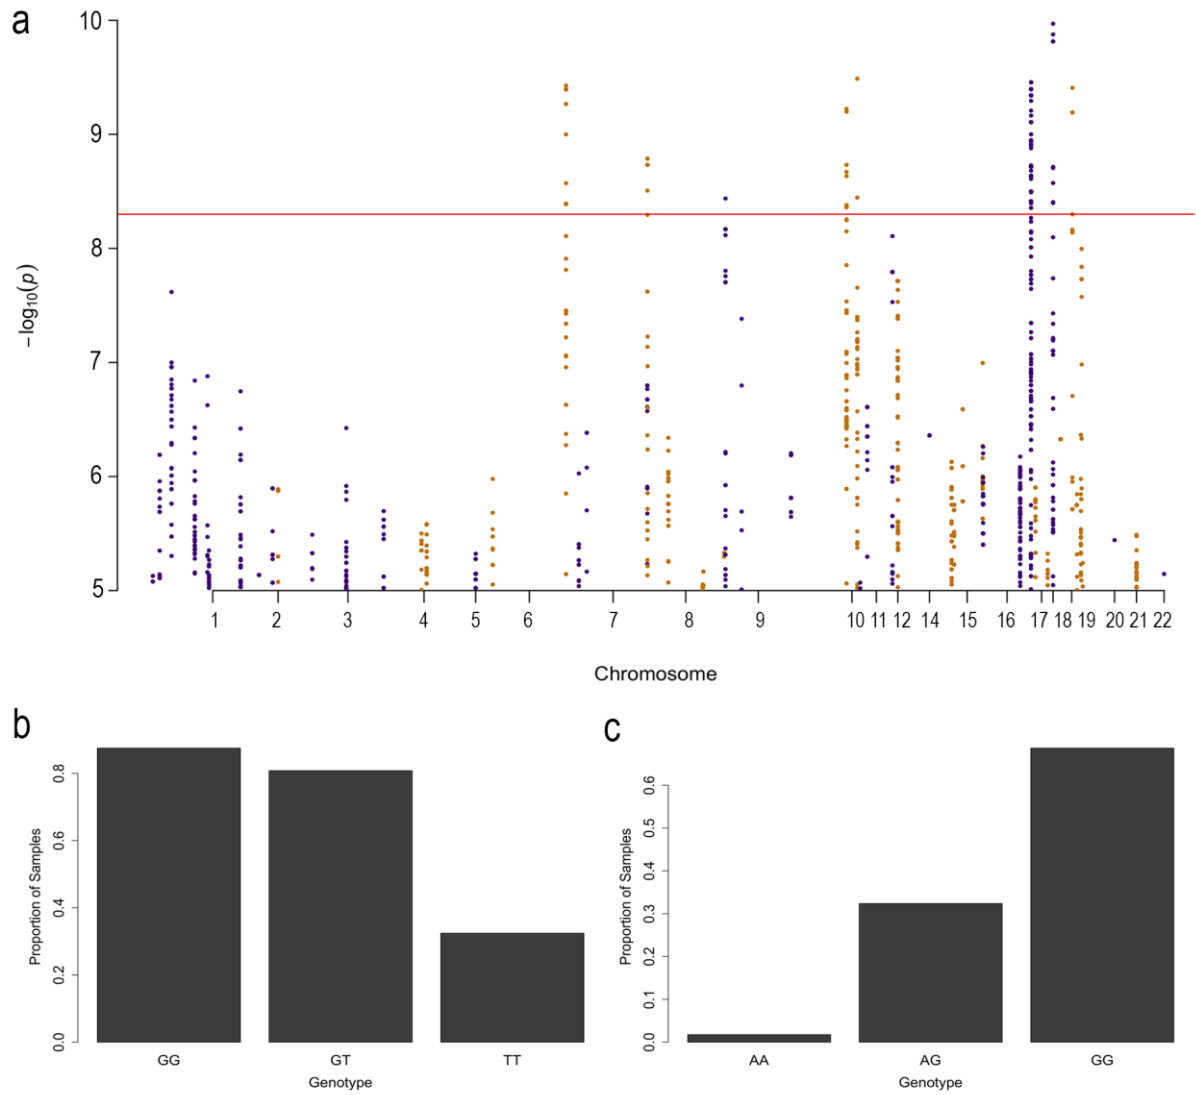 a
10
9
8
7
6
5
-log10(p)
1 2 3 4 5 6 7 8 9 10 11 12 14 15 16 17 18 19 20 21 22
Chromosome
b
Proportion of Samples
0.8
0.6
0.4
0.2
0.0
GG GT TT
Genotype
c
Proportion of Samples
0.6
0.5
0.4
0.3
0.2
0.1
0.0
AA AG GG
Genotype